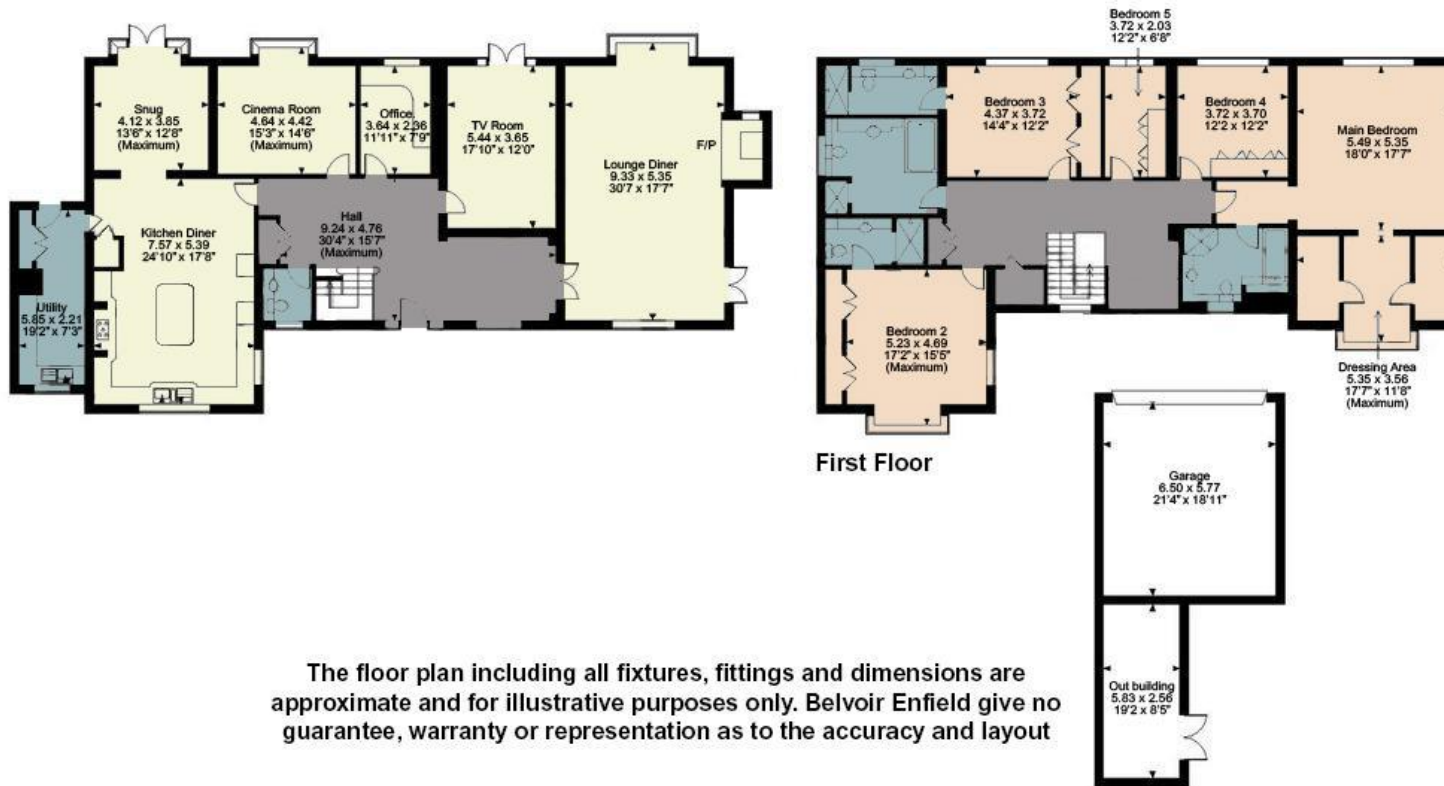 Snug
4.12 x 3.85
13'6" x 12'8"
(Maximum)
Cinema Room
4.64 x 4.42
15'3" x 14'6"
(Maximum)
Office
3.64 x 2.36
11'11" x 7'9"
TV Room
5.44 x 3.65
17'10" x 12'0"
Lounge Diner
9.33 x 5.35
30'7" x 17'7"
F/P
Kitchen Diner
7.57 x 5.39
24'10" x 17'8"
Hall
9.24 x 4.76
30'4" x 15'7"
(Maximum)
Utility
5.85 x 2.21
19'2" x 7'3"
Bedroom 5
3.72 x 2.03
12'2" x 6'8"
Bedroom 3
4.37 x 3.72
14'4" x 12'2"
Bedroom 4
3.72 x 3.70
12'2 x 12'2"
Main Bedroom
5.49 x 5.35
18'0" x 17'7"
Bedroom 2
5.23 x 4.69
17'2" x 15'5"
(Maximum)
Dressing Area
5.35 x 3.56
17'7" x 11'8"
(Maximum)
First Floor
Garage
6.50 x 5.77
21'4" x 18'11"
Out building
5.83 x 2.56
19'2 x 8'5"
The floor plan including all fixtures, fittings and dimensions are
approximate and for illustrative purposes only. Belvoir Enfield give no
guarantee, warranty or representation as to the accuracy and layout